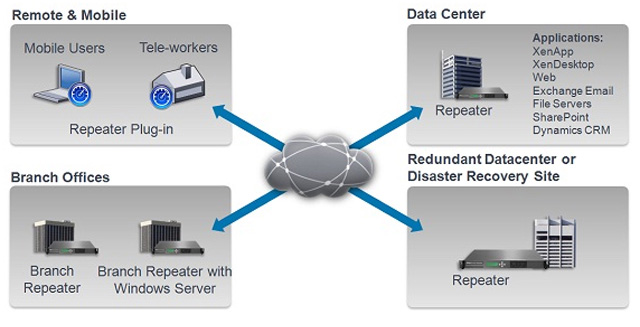 Remote & Mobile
Mobile Users
Tele-workers
Repeater Plug-in
Data Center
Applications:
XenApp
XenDesktop
Web
Exchange Email
File Servers
SharePoint
Dynamics CRM
Repeater
Branch Offices
Branch
Repeater
Branch Repeater with
Windows Server
Redundant Datacenter or
Disaster Recovery Site
Repeater